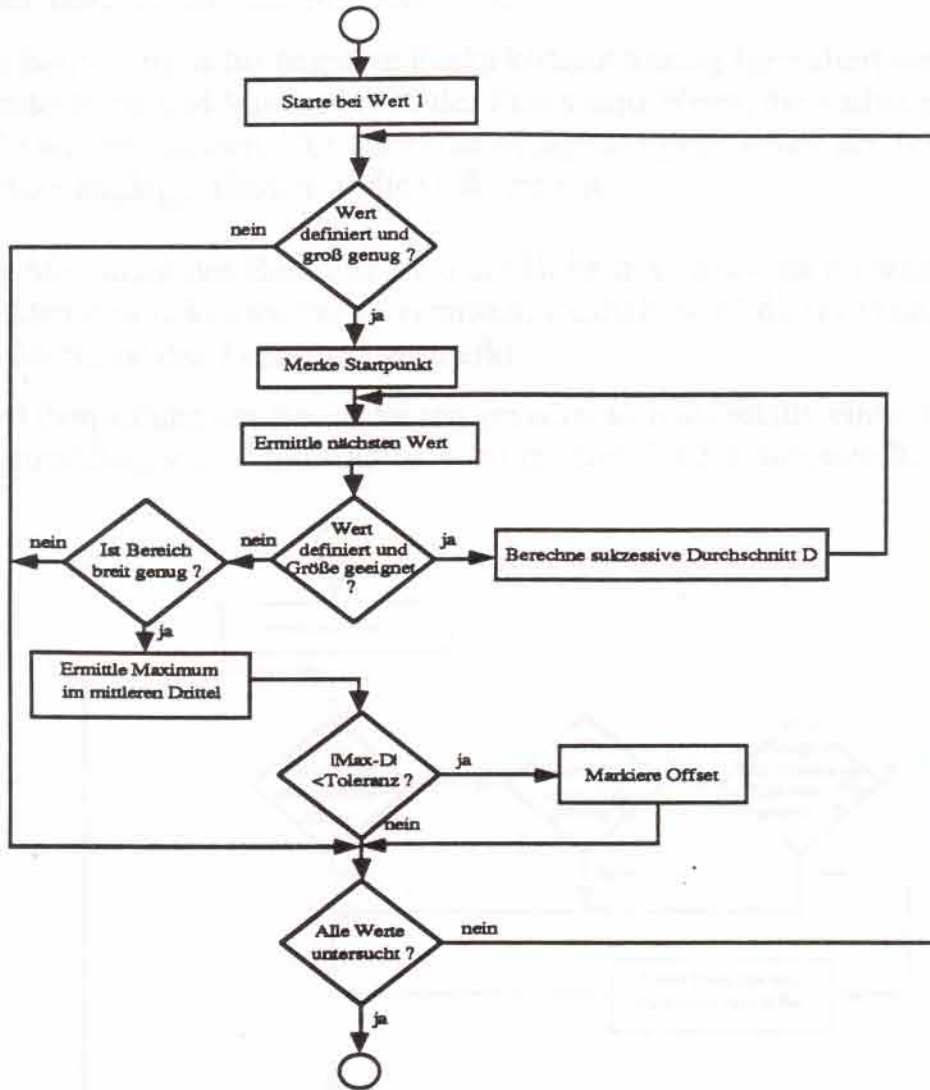 Starte bei Wert 1
Wert
definiert und
groß genug ?
nein
ja
Merke Startpunkt
Ermittle nächsten Wert
Wert
definiert und
Größe geeignet
?
nein
ja
Berechne sukzessive Durchschnitt D
Ist Bereich
breit genug ?
nein
ja
Ermittle Maximum
im mittleren Drittel
|Max-D|
<Toleranz ?
ja
Markiere Offset
nein
Alle Werte
untersucht ?
nein
ja